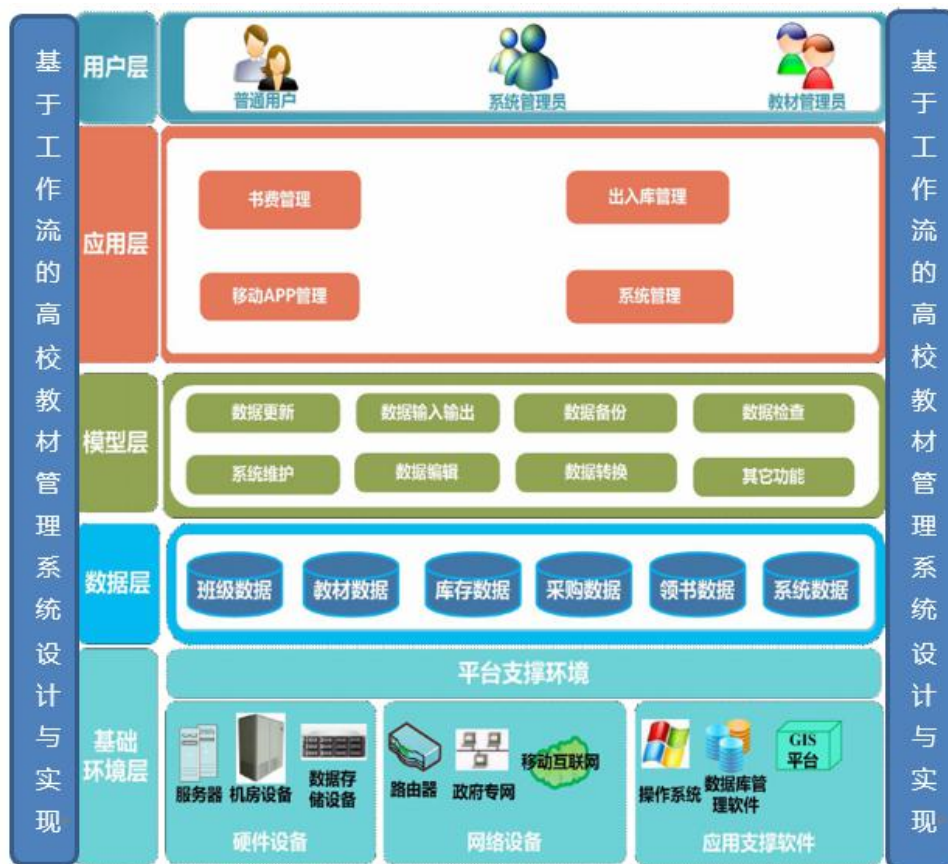 基于工作流的高校教材管理系统设计与实现
用户层
普通用户
系统管理员
教材管理员
应用层
书费管理
出入库管理
移动APP管理
系统管理
模型层
数据更新
数据输入输出
数据备份
数据检查
系统维护
数据编辑
数据转换
其它功能
数据层
班级数据
教材数据
库存数据
采购数据
领书数据
系统数据
基础
环境层
平台支撑环境
服务器
机房设备
数据存
储设备
硬件设备
路由器
政府专网
移动互联网
网络设备
操作系统
数据库管
理软件
GIS
平台
应用支撑软件
基于工作流的高校教材管理系统设计与实现